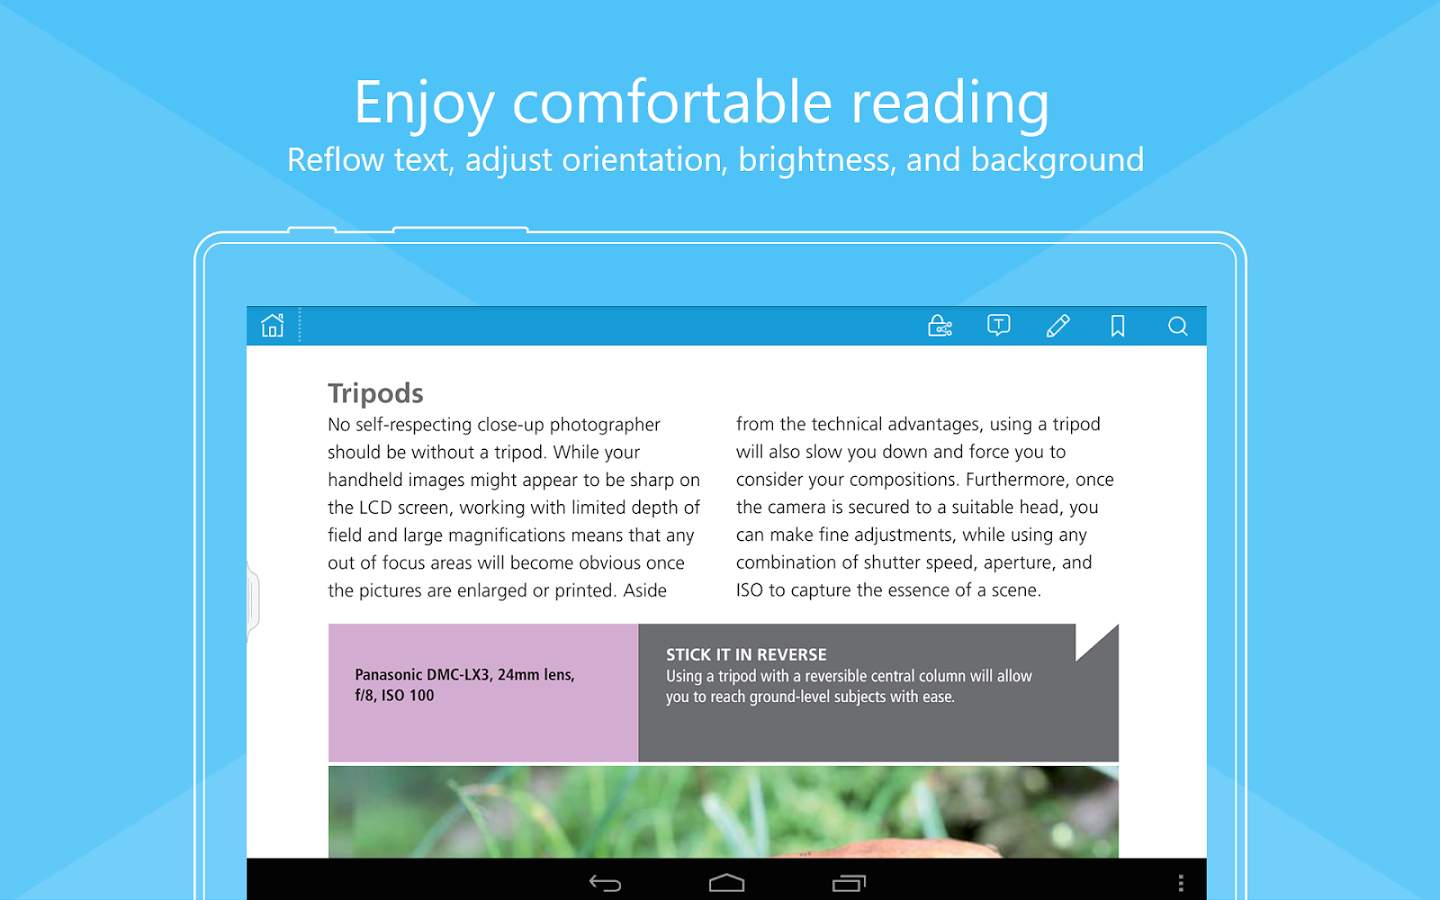 Enjoy comfortable reading
Reflow text, adjust orientation, brightness, and background
T
Tripods
No self-respecting close-up photographer
should be without a tripod. While your
handheld images might appear to be sharp on
the LCD screen, working with limited depth of
field and large magnifications means that any
out of focus areas will become obvious once
the pictures are enlarged or printed. Aside
from the technical advantages, using a tripod
will also slow you down and force you to
consider your compositions. Furthermore, once
the camera is secured to a suitable head, you
can make fine adjustments, while using any
combination of shutter speed, aperture, and
ISO to capture the essence of a scene.
Panasonic DMC-LX3, 24mm lens,
f/8, ISO 100
STICK IT IN REVERSE
Using a tripod with a reversible central column will allow
you to reach ground-level subjects with ease.